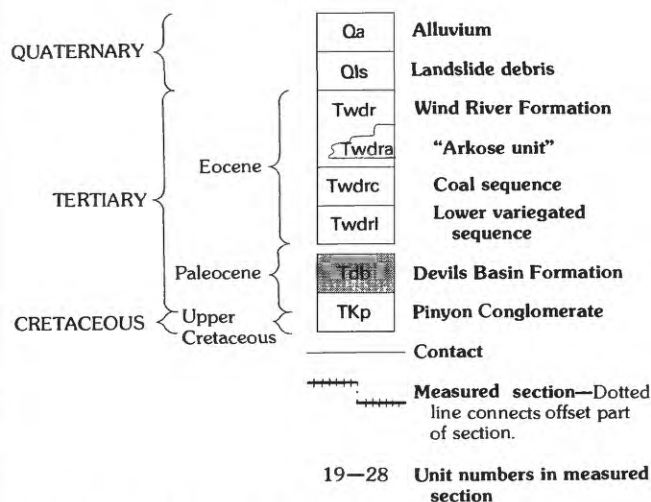 QUATERNARY
Qa Alluvium
Qls Landslide debris
TERTIARY
Eocene
Twdr Wind River Formation
Twdra “Arkose unit”
Twdrc Coal sequence
Twdrl Lower variegated
sequence
Paleocene
Tdb Devils Basin Formation
CRETACEOUS
Upper
Cretaceous
TKp Pinyon Conglomerate
Contact
Measured section—Dotted
line connects offset part
of section.
19—28 Unit numbers in measured
section